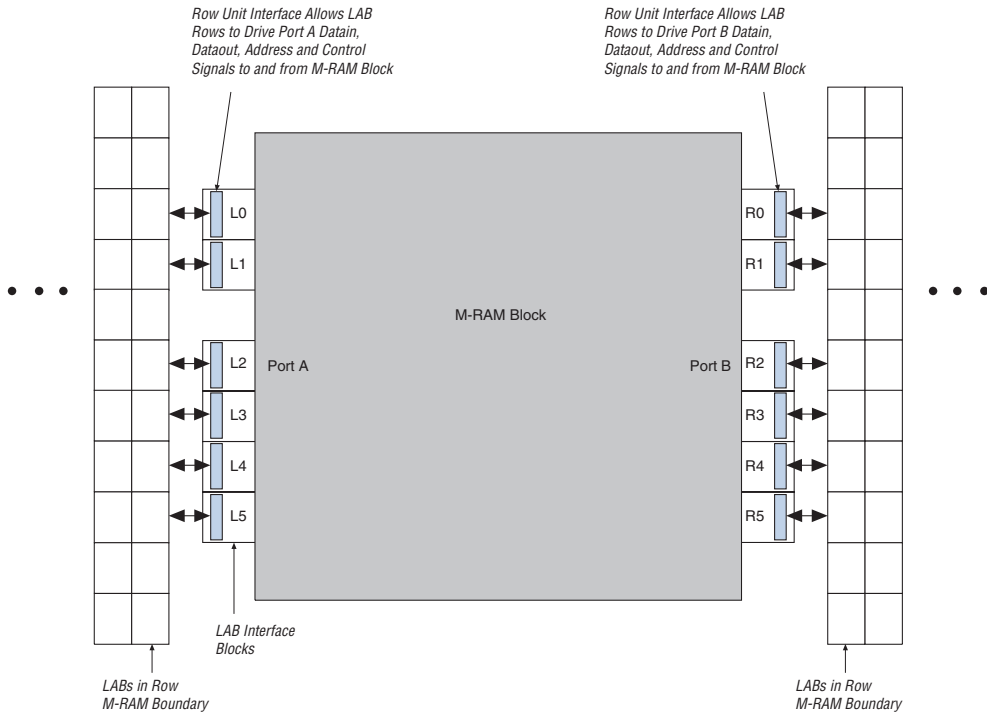 Row Unit Interface Allows LAB
Rows to Drive Port A Datain,
Dataout, Address and Control
Signals to and from M-RAM Block
Row Unit Interface Allows LAB
Rows to Drive Port B Datain,
Dataout, Address and Control
Signals to and from M-RAM Block
L0
R0
L1
R1
M-RAM Block
L2
Port A
Port B
R2
L3
R3
L4
R4
L5
R5
LAB Interface
Blocks
LABs in Row
M-RAM Boundary
LABs in Row
M-RAM Boundary